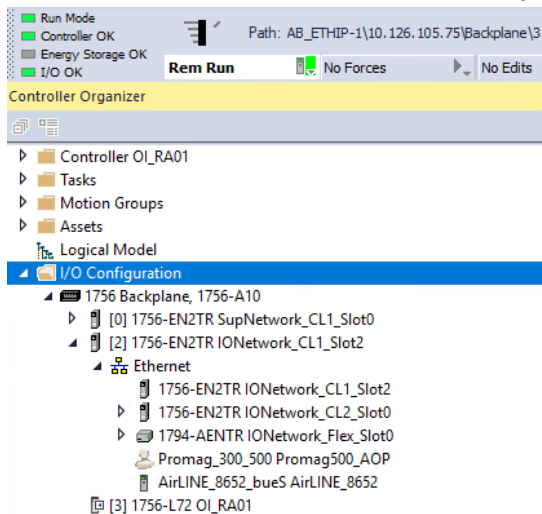 Run Mode
Controller OK
Energy Storage OK
I/O OK
Path: AB_ETHIP-1\10.126.105.75\Backplane\3
Rem Run
No Forces
No Edits
Controller Organizer
Controller OI_RA01
Tasks
Motion Groups
Assets
Logical Model
I/O Configuration
1756 Backplane, 1756-A10
[0] 1756-EN2TR SupNetwork_CL1_Slot0
[2] 1756-EN2TR IONetwork_CL1_Slot2
Ethernet
1756-EN2TR IONetwork_CL1_Slot2
1756-EN2TR IONetwork_CL2_Slot0
1794-AENTR IONetwork_Flex_Slot0
Promag_300_500 Promag500_AOP
AirLINE_8652_bueS AirLINE_8652
[3] 1756-L72 OI_RA01